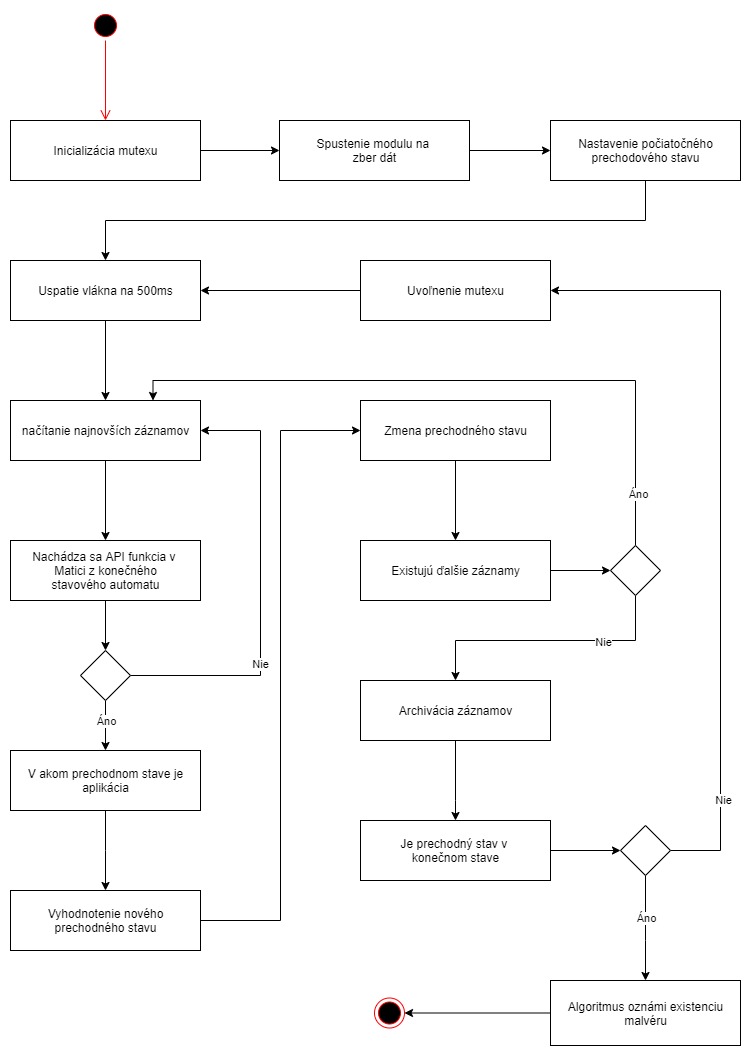 Inicializácia mutexu
Spustenie modulu na
zber dát
Nastavenie počiatočného
prechodového stavu
Uspatie vlákna na 500ms
Uvoľnenie mutexu
načítanie najnovších záznamov
Zmena prechodného stavu
Áno
Nachádza sa API funkcia v
Matici z konečného
stavového automatu
Existujú ďalšie záznamy
Nie
Nie
Áno
Archivácia záznamov
V akom prechodnom stave je
aplikácia
Nie
Je prechodný stav v
konečnom stave
Vyhodnotenie nového
prechodného stavu
Áno
Algoritmus oznámi existenciu
malvéru